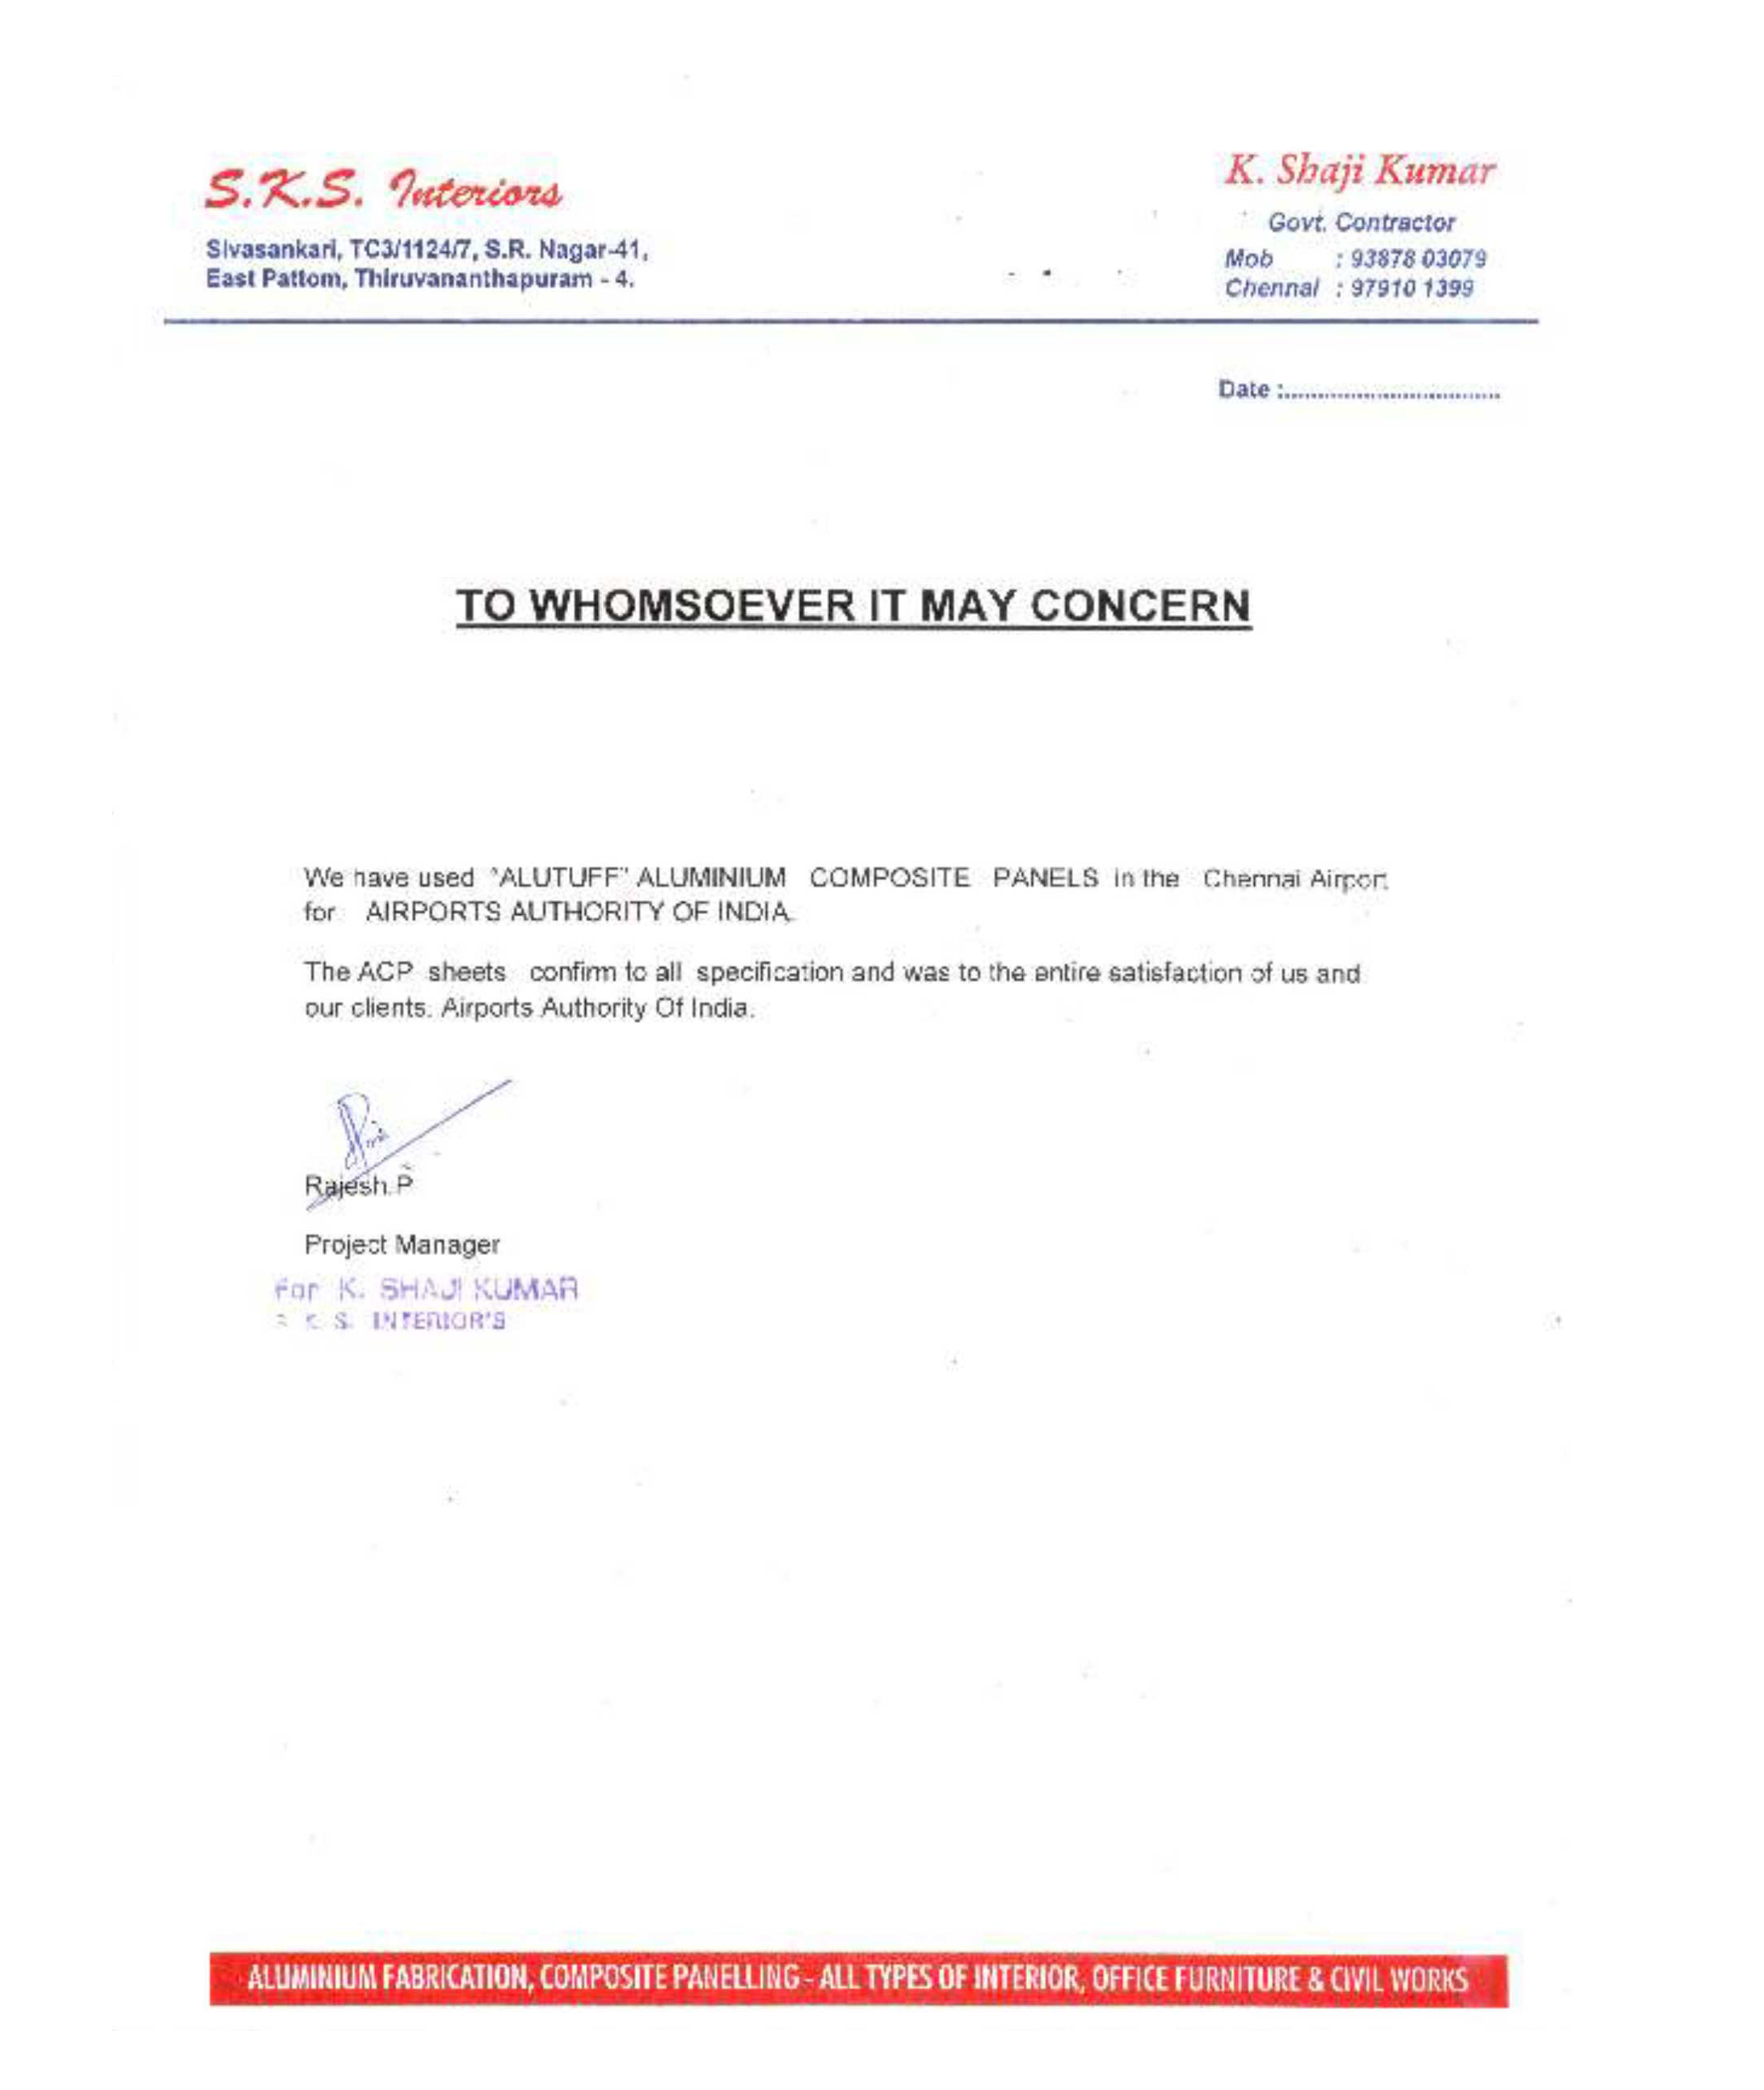 S.K.S. Interiors
Sivasankari, TC3/1124/7, S.R. Nagar-41,
East Pattom, Thiruvananthapuram - 4.
K. Shaji Kumar
Govt. Contractor
Mob : 93878 03079
Chennai : 97910 1399
Date :
TO WHOMSOEVER IT MAY CONCERN
We have used "ALUTUFF" ALUMINIUM COMPOSITE PANELS in the Chennai Airport
for AIRPORTS AUTHORITY OF INDIA.
The ACP sheets confirm to all specification and was to the entire satisfaction of us and
our clients. Airports Authority Of India.
Rajesh.P
Project Manager
For K. SHAJI KUMAR
S. K. S. INTERIOR'S
ALUMINIUM FABRICATION, COMPOSITE PANELLING - ALL TYPES OF INTERIOR, OFFICE FURNITURE & CIVIL WORKS